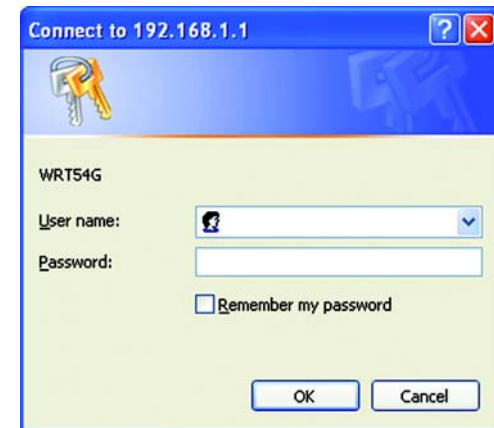 Connect to 192.168.1.1
?
WRT54G
User name:
Password:
Remember my password
OK
Cancel